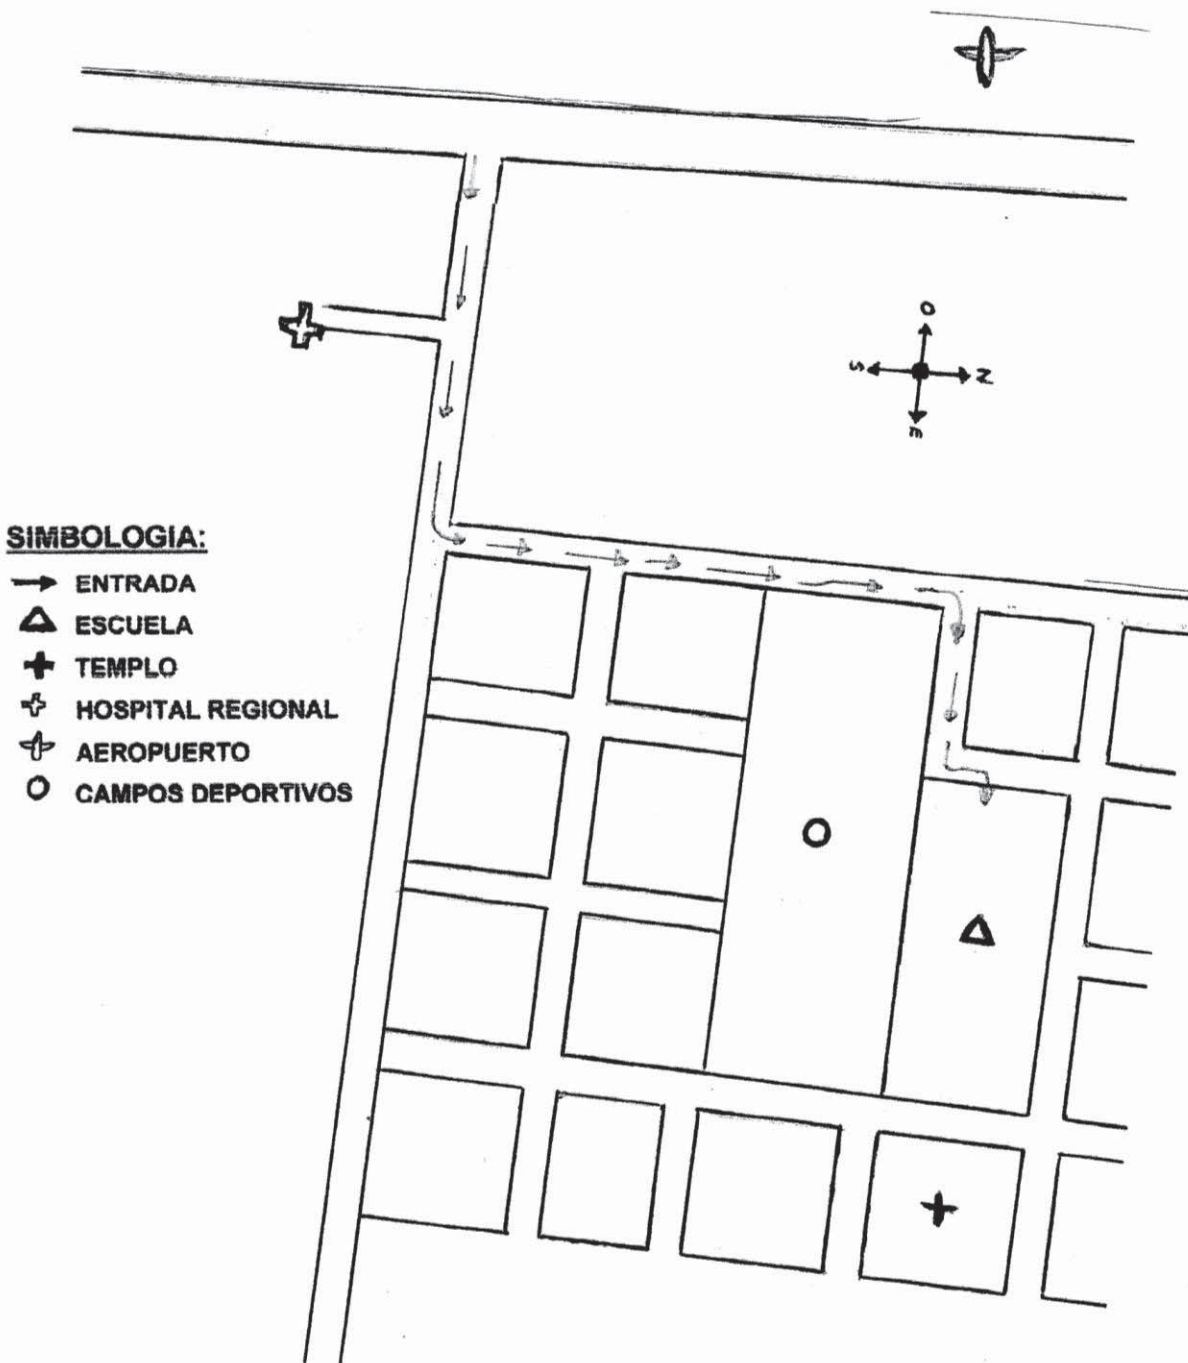 O
S N
E
SIMBOLOGIA:
ENTRADA
ESCUELA
TEMPLO
HOSPITAL REGIONAL
AEROPUERTO
CAMPOS DEPORTIVOS